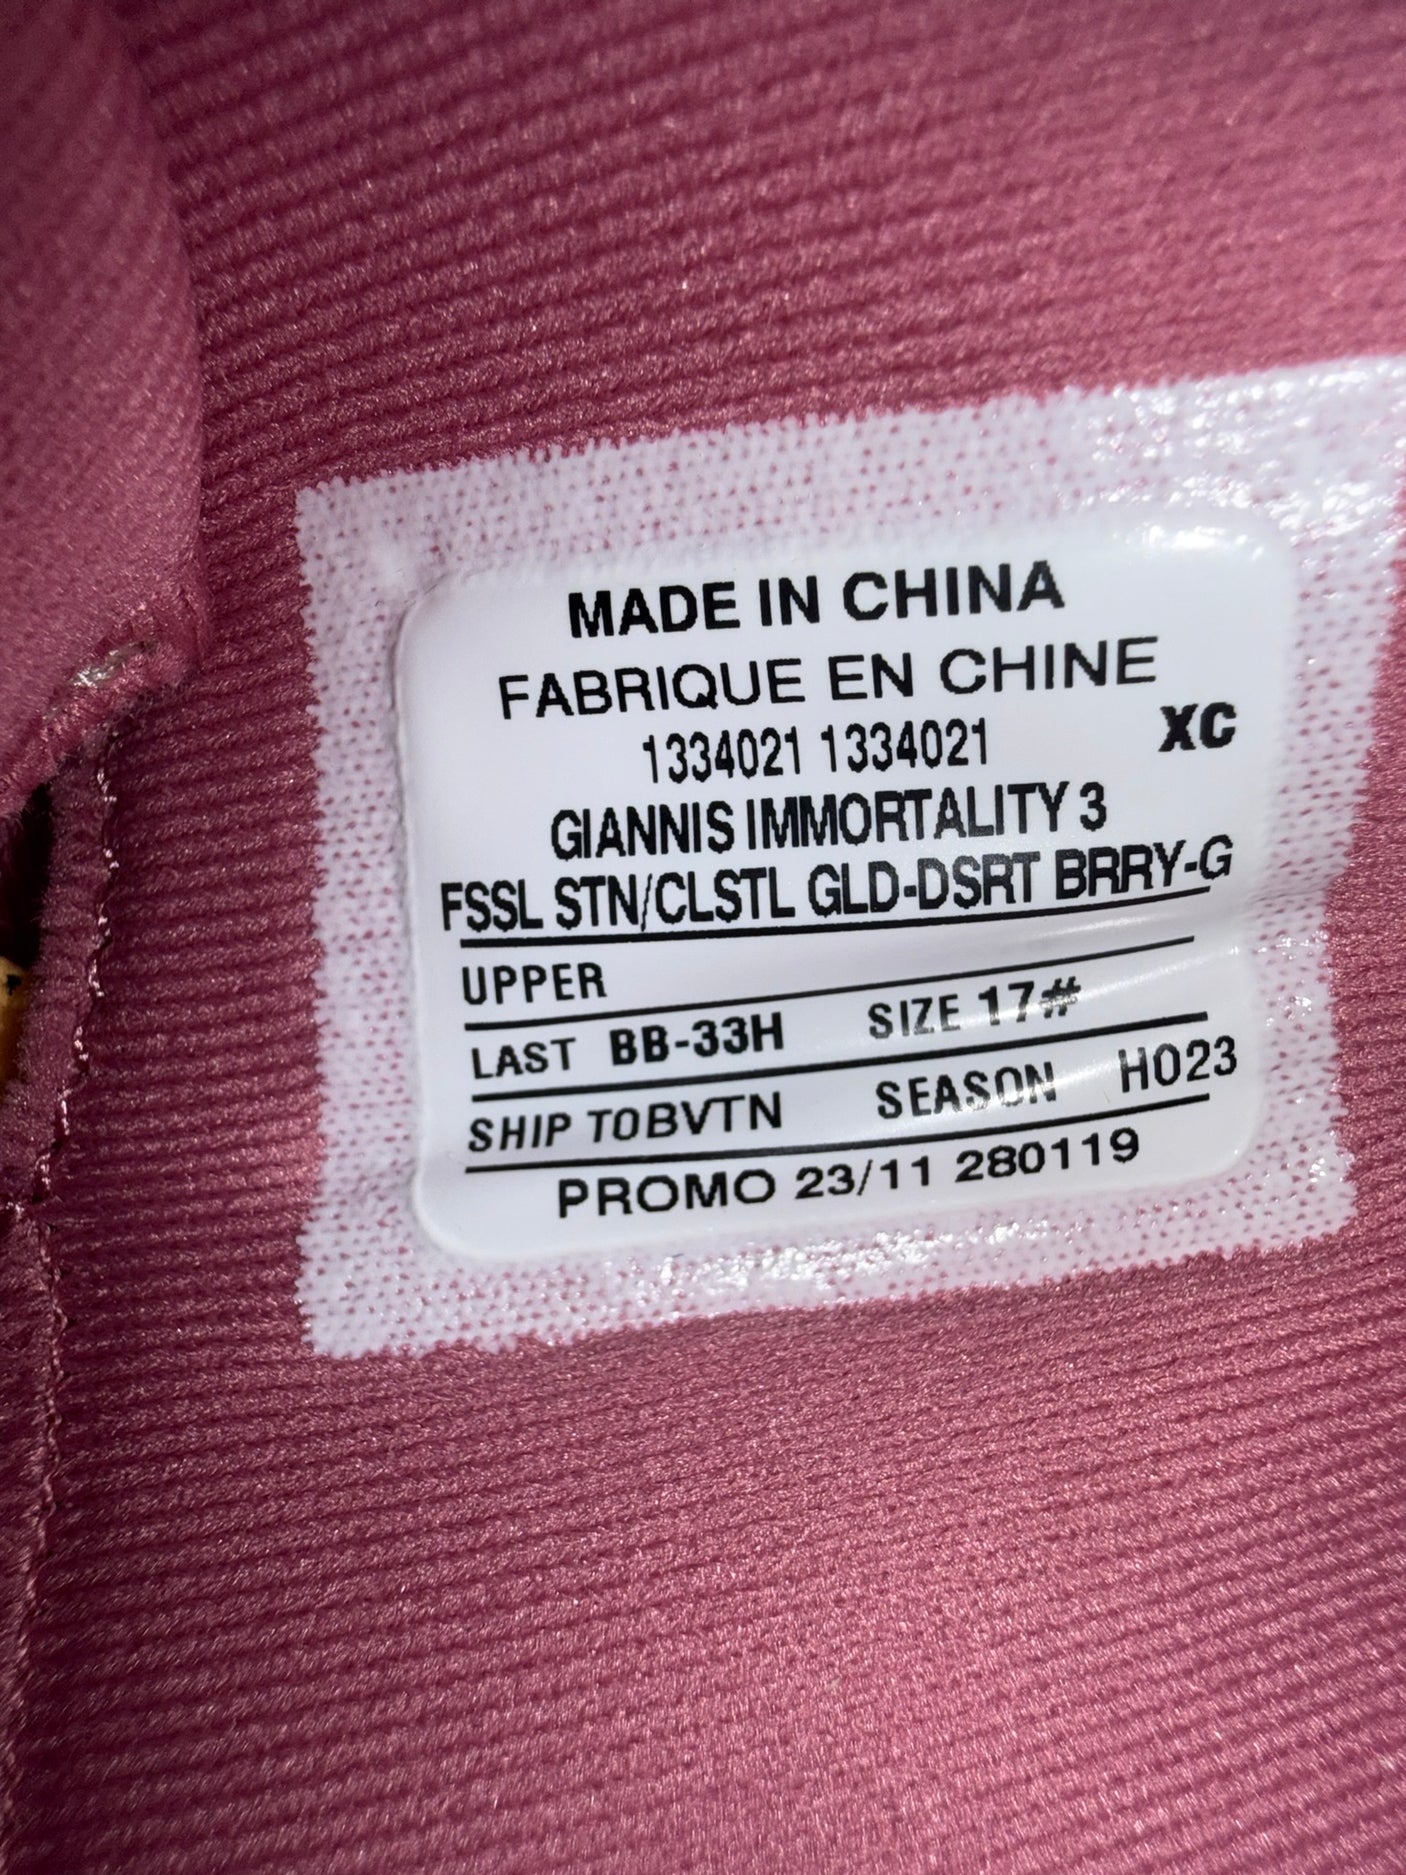 MADE IN CHINA
FABRIQUE EN CHINE
1334021 1334021 XC
GIANNIS IMMORTALITY 3
FSSL STN/CLSTL GLD-DSRT BRRY-G
UPPER
LAST BB-33H SIZE 17#
SHIP TOBVTN SEASON HO23
PROMO 23/11 280119